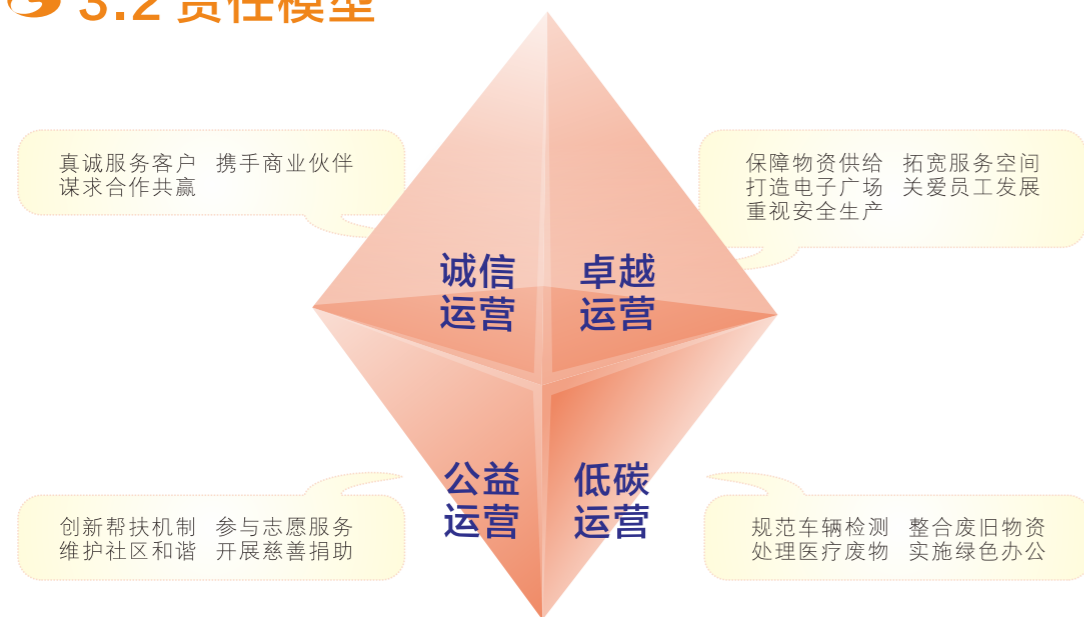 3.2 责任模型
真诚服务客户 携手商业伙伴
谋求合作共赢
保障物资供给 拓宽服务空间
打造电子广场 关爱员工发展
重视安全生产
诚信
运营
卓越
运营
公益
运营
低碳
运营
创新帮扶机制 参与志愿服务
维护社区和谐 开展慈善捐助
规范车辆检测 整合废旧物资
处理医疗废物 实施绿色办公